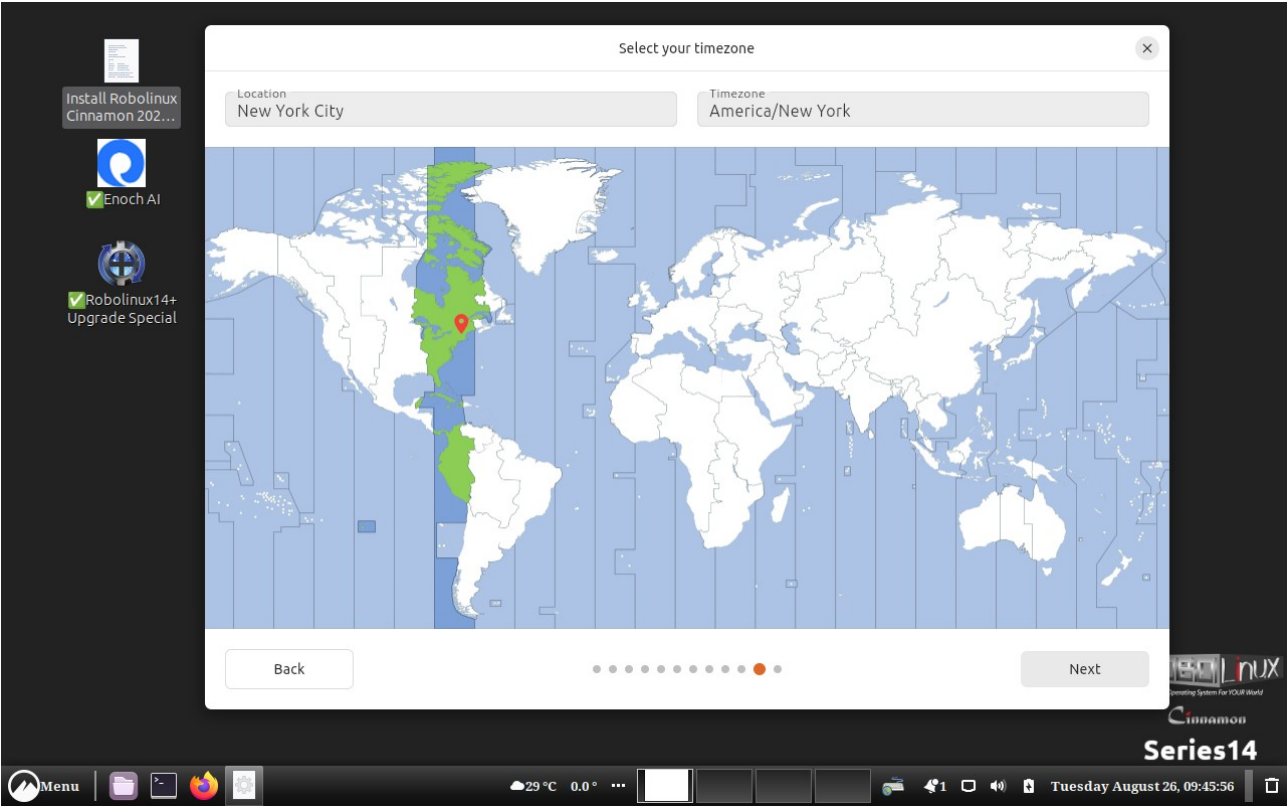 Select your timezone
Install Robolinux
Cinnamon 202...
Location
New York City
Timezone
America/New York
✅Enoch AI
✅Robolinux14+
Upgrade Special
Back
Next
LinuX
Operating System For YOUR World
Cinnamon
Series14
Menu
29 °C 0.0 °
1
Tuesday August 26, 09:45:56